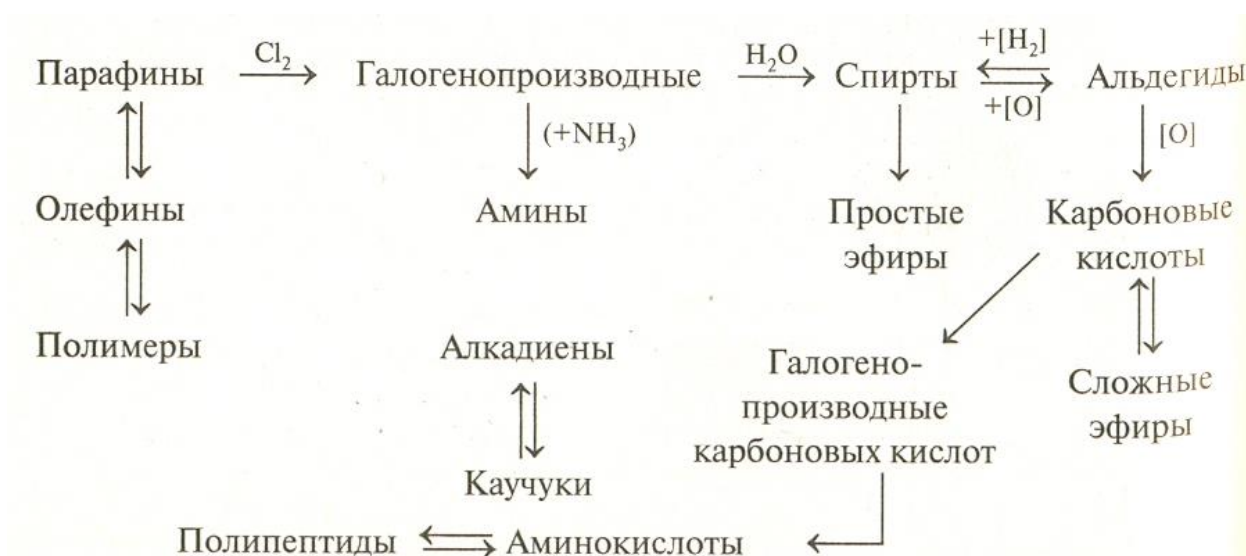 Cl₂ H₂O +[H₂]
Парафины Галогенопроизводные Спирты Альдегиды
+[O]
(+NH₃) [O]
Олефины Амины Простые эфиры Карбоновые кислоты
Полимеры Алкадиены Галогено-
производные
карбоновых кислот
Сложные
эфиры
Каучуки
Полипептиды Аминокислоты